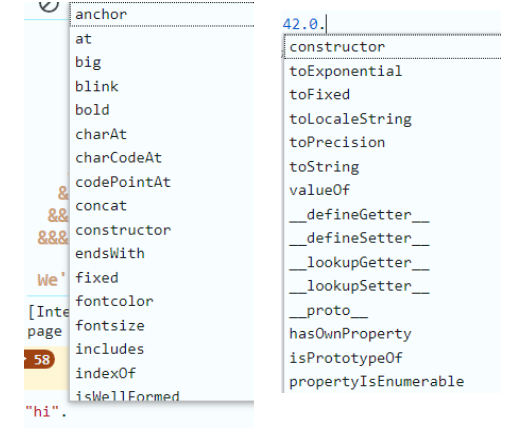 anchor
at
big
blink
bold
charAt
charCodeAt
codePointAt
concat
constructor
endsWith
fixed
fontcolor
fontsize
includes
indexOf
isWellFormed
&
&&
&&&
We'
[Inte
page
58
"hi".
42.0.
constructor
toExponential
toFixed
toLocaleString
toPrecision
toString
valueOf
__defineGetter__
__defineSetter__
__lookupGetter__
__lookupSetter__
__proto__
hasOwnProperty
isPrototypeOf
propertyIsEnumerable